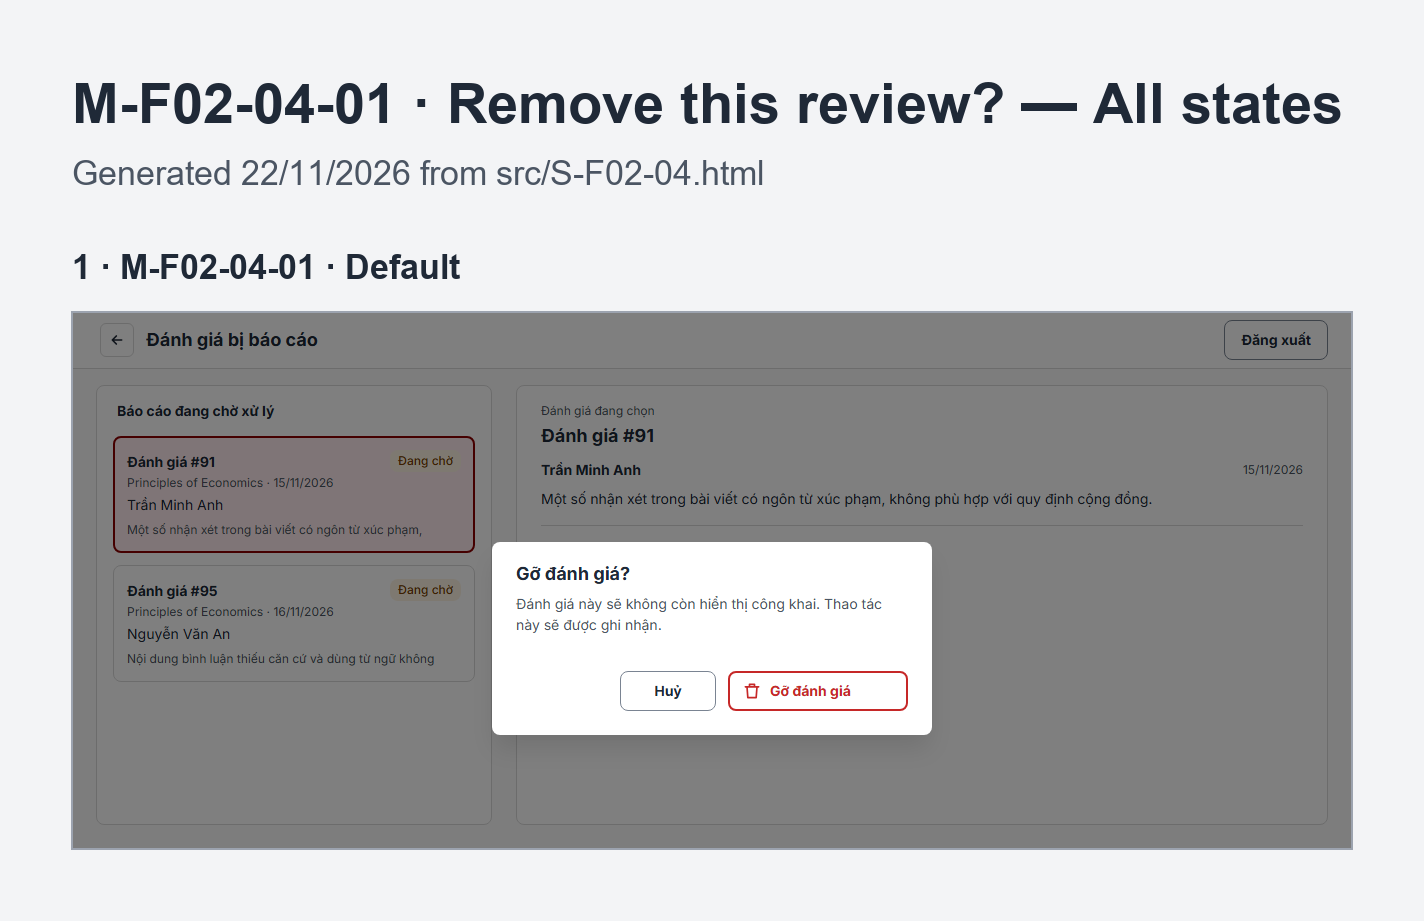 M-F02-04-01 · Remove this review? — All states
Generated 22/11/2026 from src/S-F02-04.html
1 · M-F02-04-01 · Default
Đánh giá bị báo cáo
Đăng xuất
Báo cáo đang chờ xử lý
Đánh giá #91
Đang chờ
Principles of Economics · 15/11/2026
Trần Minh Anh
Một số nhận xét trong bài viết có ngôn từ xúc phạm,
Đánh giá #95
Đang chờ
Principles of Economics · 16/11/2026
Nguyễn Văn An
Nội dung bình luận thiếu căn cứ và dùng từ ngữ không
Đánh giá đang chọn
Đánh giá #91
Trần Minh Anh
15/11/2026
Một số nhận xét trong bài viết có ngôn từ xúc phạm, không phù hợp với quy định cộng đồng.
Gỡ đánh giá?
Đánh giá này sẽ không còn hiển thị công khai. Thao tác
này sẽ được ghi nhận.
Huỷ
Gỡ đánh giá